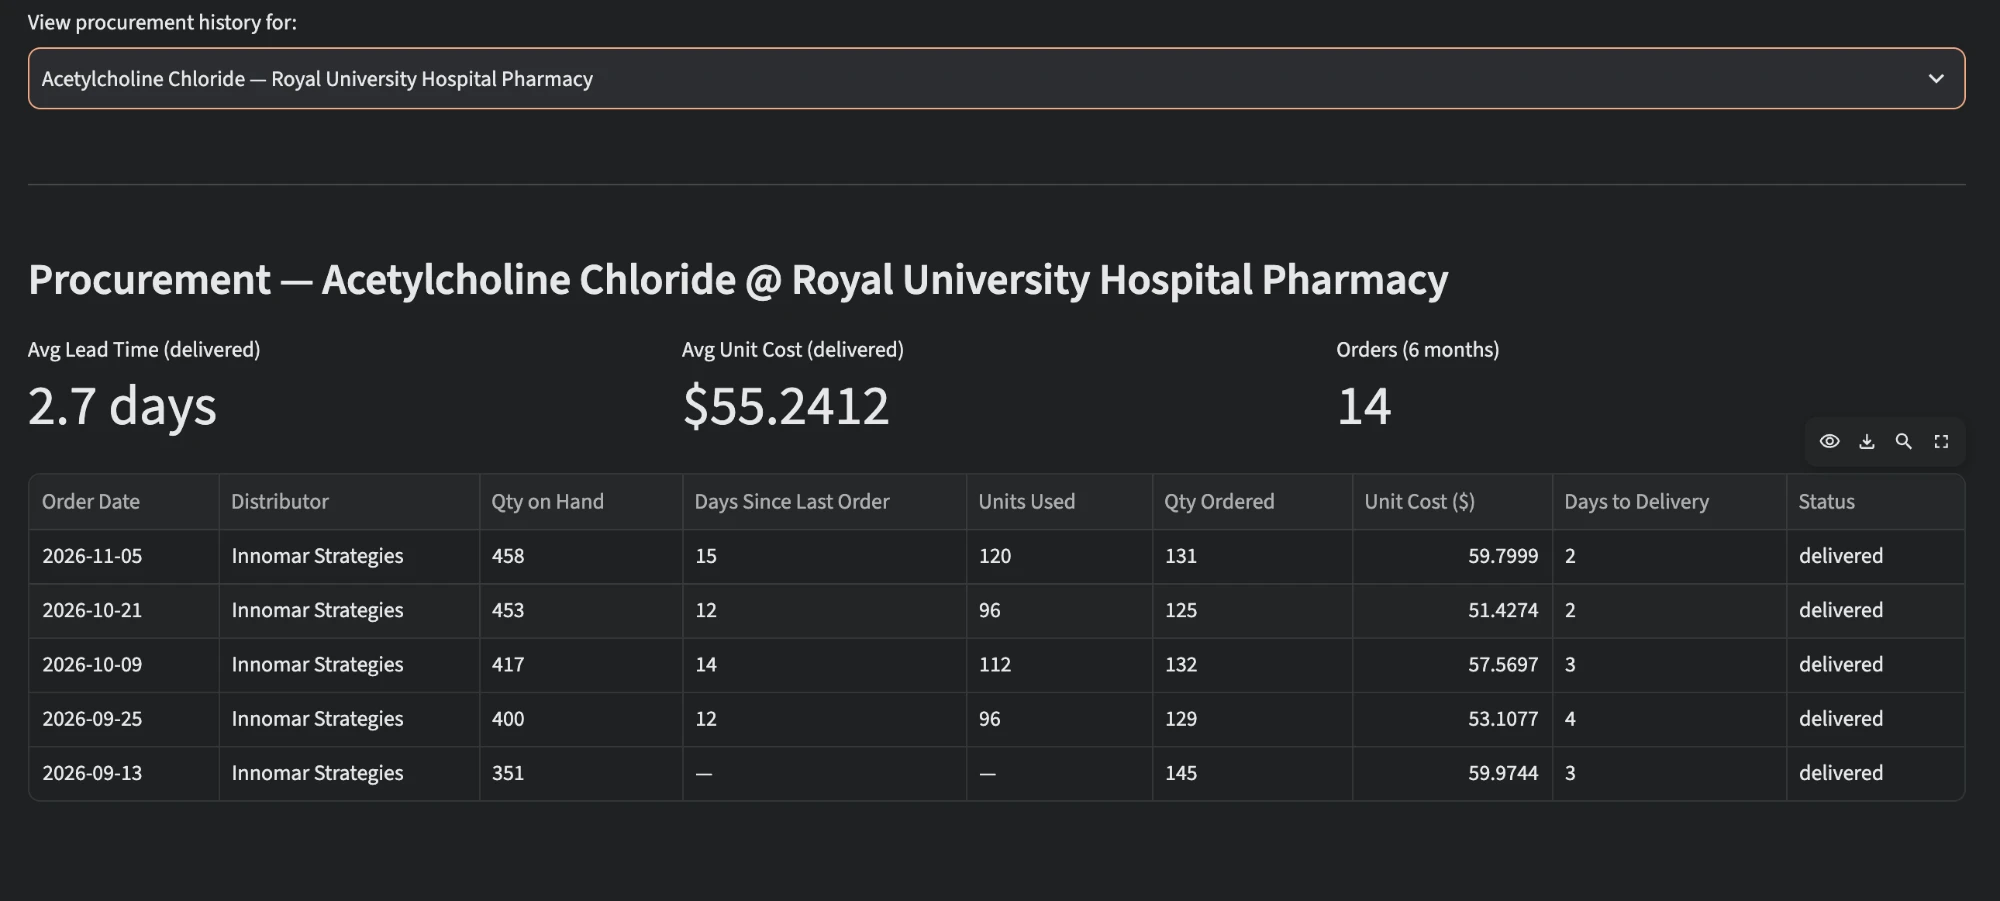 View procurement history for:
Acetylcholine Chloride — Royal University Hospital Pharmacy
Procurement — Acetylcholine Chloride @ Royal University Hospital Pharmacy
Avg Lead Time (delivered) Avg Unit Cost (delivered) Orders (6 months)
2.7 days $55.2412 14
Order Date Distributor Qty on Hand Days Since Last Order Units Used Qty Ordered Unit Cost ($) Days to Delivery Status
2026-11-05 Innomar Strategies 458 15 120 131 59.7999 2 delivered
2026-10-21 Innomar Strategies 453 12 96 125 51.4274 2 delivered
2026-10-09 Innomar Strategies 417 14 112 132 57.5697 3 delivered
2026-09-25 Innomar Strategies 400 12 96 129 53.1077 4 delivered
2026-09-13 Innomar Strategies 351 — — 145 59.9744 3 delivered